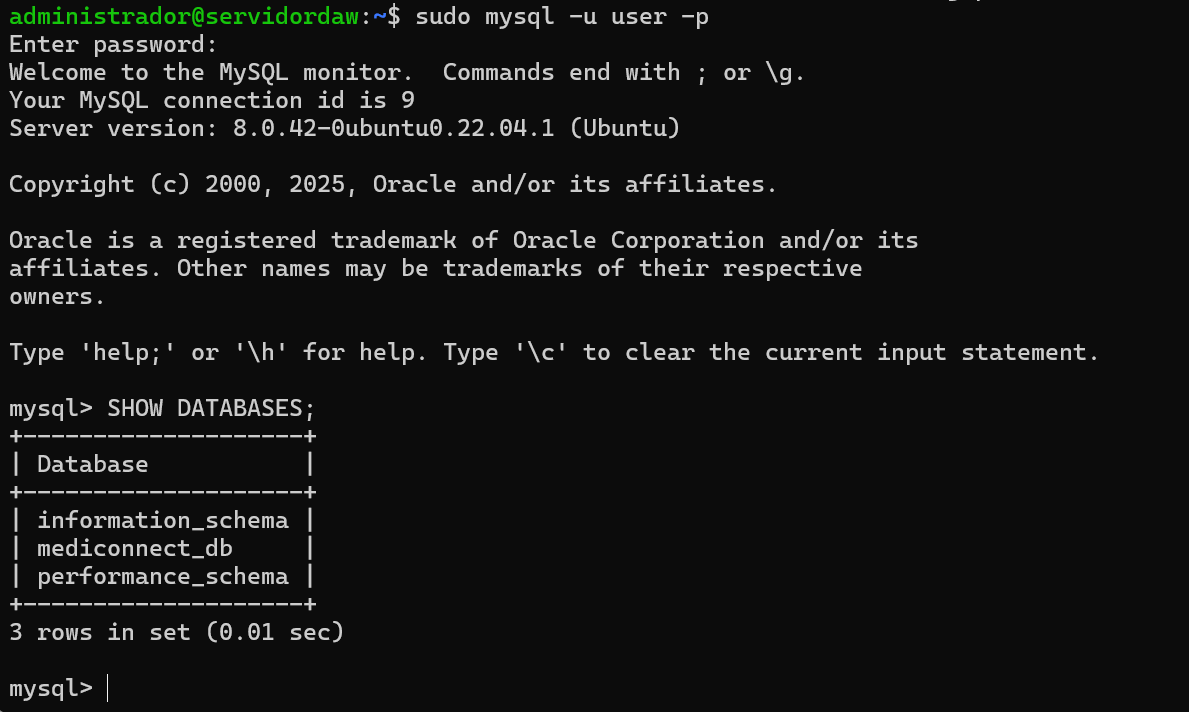 administrador@servidordaw:~$ sudo mysql -u user -p
Enter password:
Welcome to the MySQL monitor.  Commands end with ; or \g.
Your MySQL connection id is 9
Server version: 8.0.42-0ubuntu0.22.04.1 (Ubuntu)

Copyright (c) 2000, 2025, Oracle and/or its affiliates.

Oracle is a registered trademark of Oracle Corporation and/or its
affiliates. Other names may be trademarks of their respective
owners.

Type 'help;' or '\h' for help. Type '\c' to clear the current input statement.

mysql> SHOW DATABASES;
+--------------------+
| Database           |
+--------------------+
| information_schema |
| mediconnect_db     |
| performance_schema |
+--------------------+
3 rows in set (0.01 sec)

mysql>